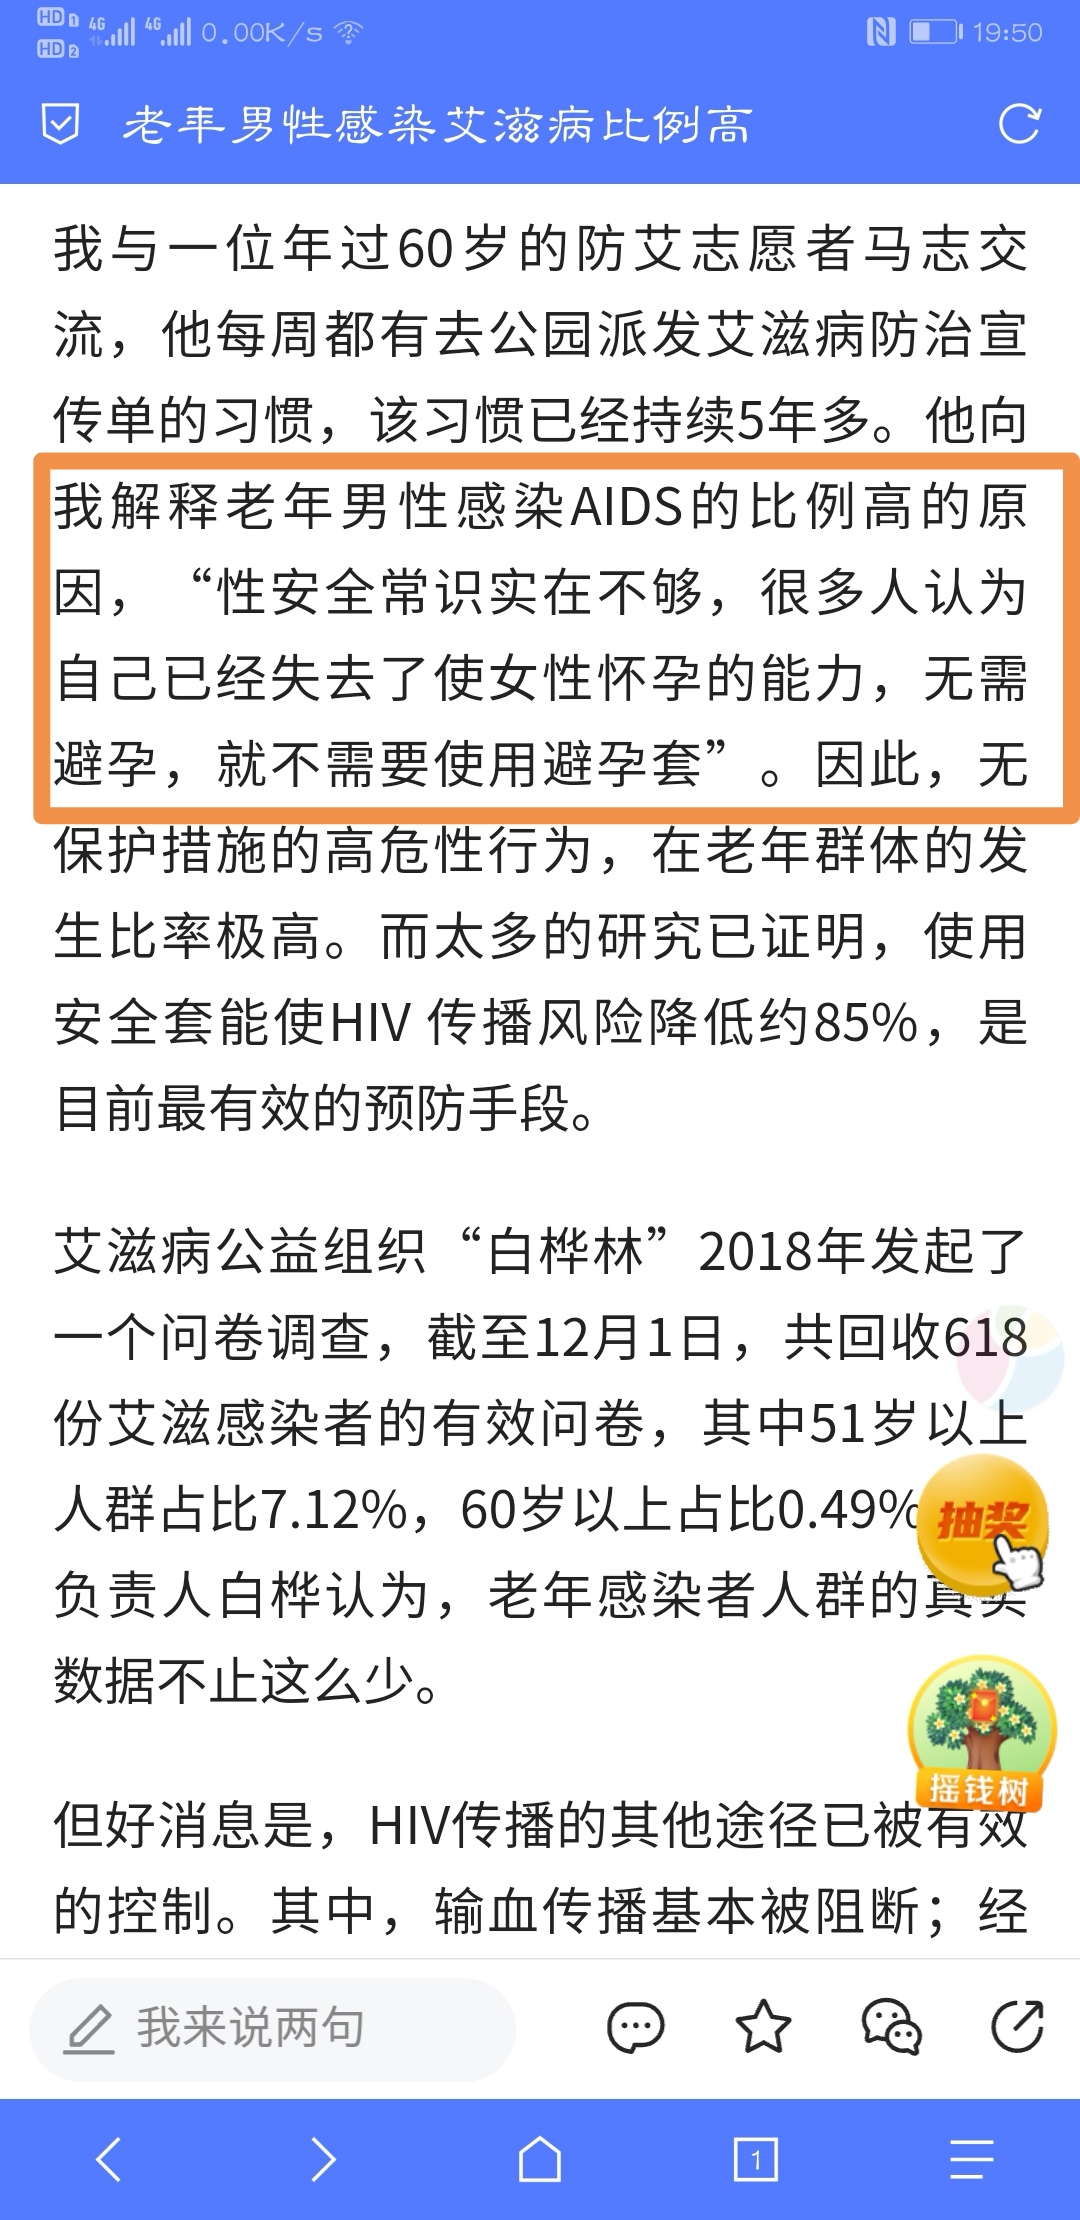 HD 1 4G 4G 0.00K/s 19:50
HD 2
老年男性感染艾滋病比例高
我与一位年过60岁的防艾志愿者马志交
流，他每周都有去公园派发艾滋病防治宣
传单的习惯，该习惯已经持续5年多。他向
我解释老年男性感染AIDS的比例高的原
因，“性安全常识实在不够，很多人认为
自己已经失去了使女性怀孕的能力，无需
避孕，就不需要使用避孕套”。因此，无
保护措施的高危性行为，在老年群体的发
生比率极高。而太多的研究已证明，使用
安全套能使HIV 传播风险降低约85%，是
目前最有效的预防手段。
艾滋病公益组织“白桦林”2018年发起了
一个问卷调查，截至12月1日，共回收618
份艾滋感染者的有效问卷，其中51岁以上
人群占比7.12%，60岁以上占比0.49%
抽奖
负责人白桦认为，老年感染者人群的真实
数据不止这么少。
摇钱树
但好消息是，HIV传播的其他途径已被有效
的控制。其中，输血传播基本被阻断；经
我来说两句
1